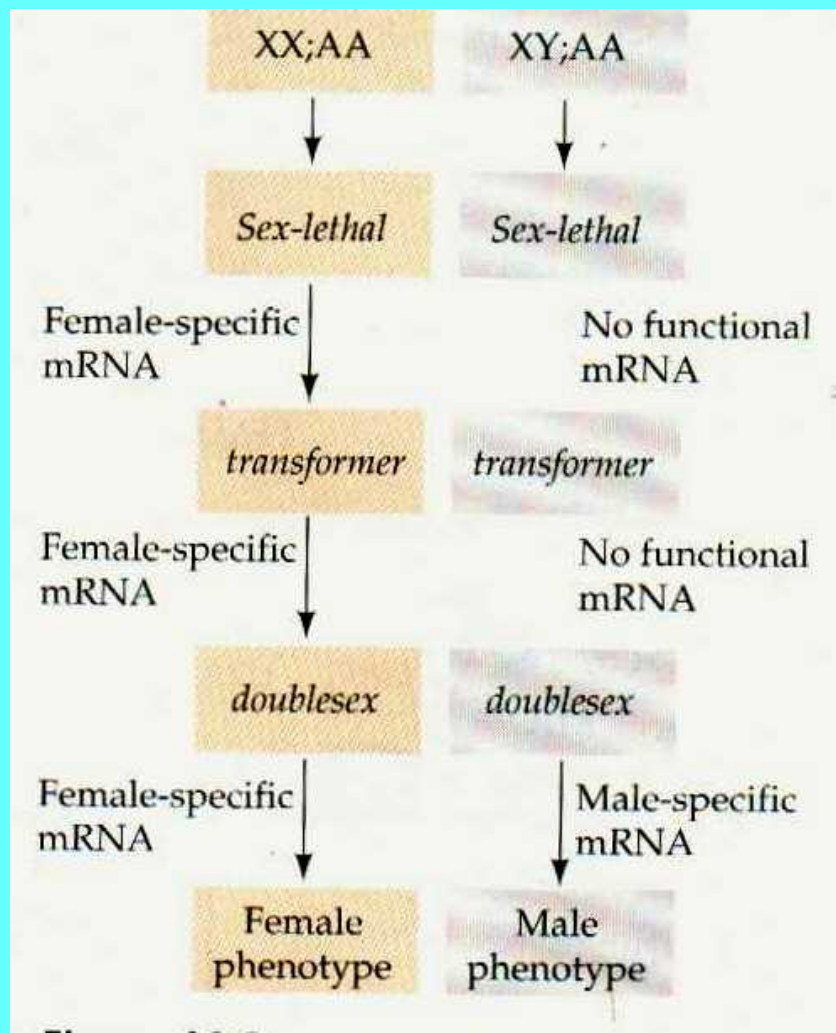 XX;AA
XY;AA
Sex-lethal
Sex-lethal
Female-specific
mRNA
No functional
mRNA
transformer
transformer
Female-specific
mRNA
No functional
mRNA
doublesex
doublesex
Female-specific
mRNA
Male-specific
mRNA
Female
phenotype
Male
phenotype